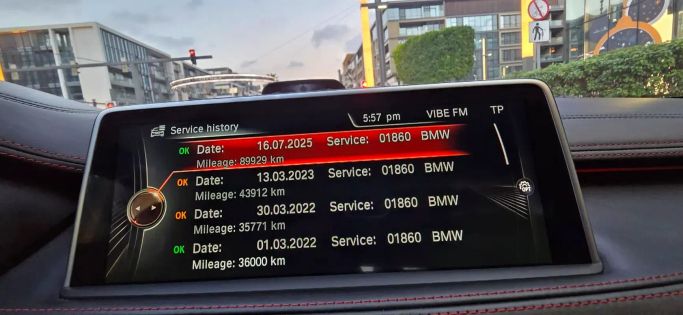 5:57 pm VIBE FM TP
Service history
OK Date: 16.07.2025 Service: 01860 BMW
Mileage: 89929 km
OK Date: 13.03.2023 Service: 01860 BMW
Mileage: 43912 km
OK Date: 30.03.2022 Service: 01860 BMW
Mileage: 35771 km
OK Date: 01.03.2022 Service: 01860 BMW
Mileage: 36000 km
OFF